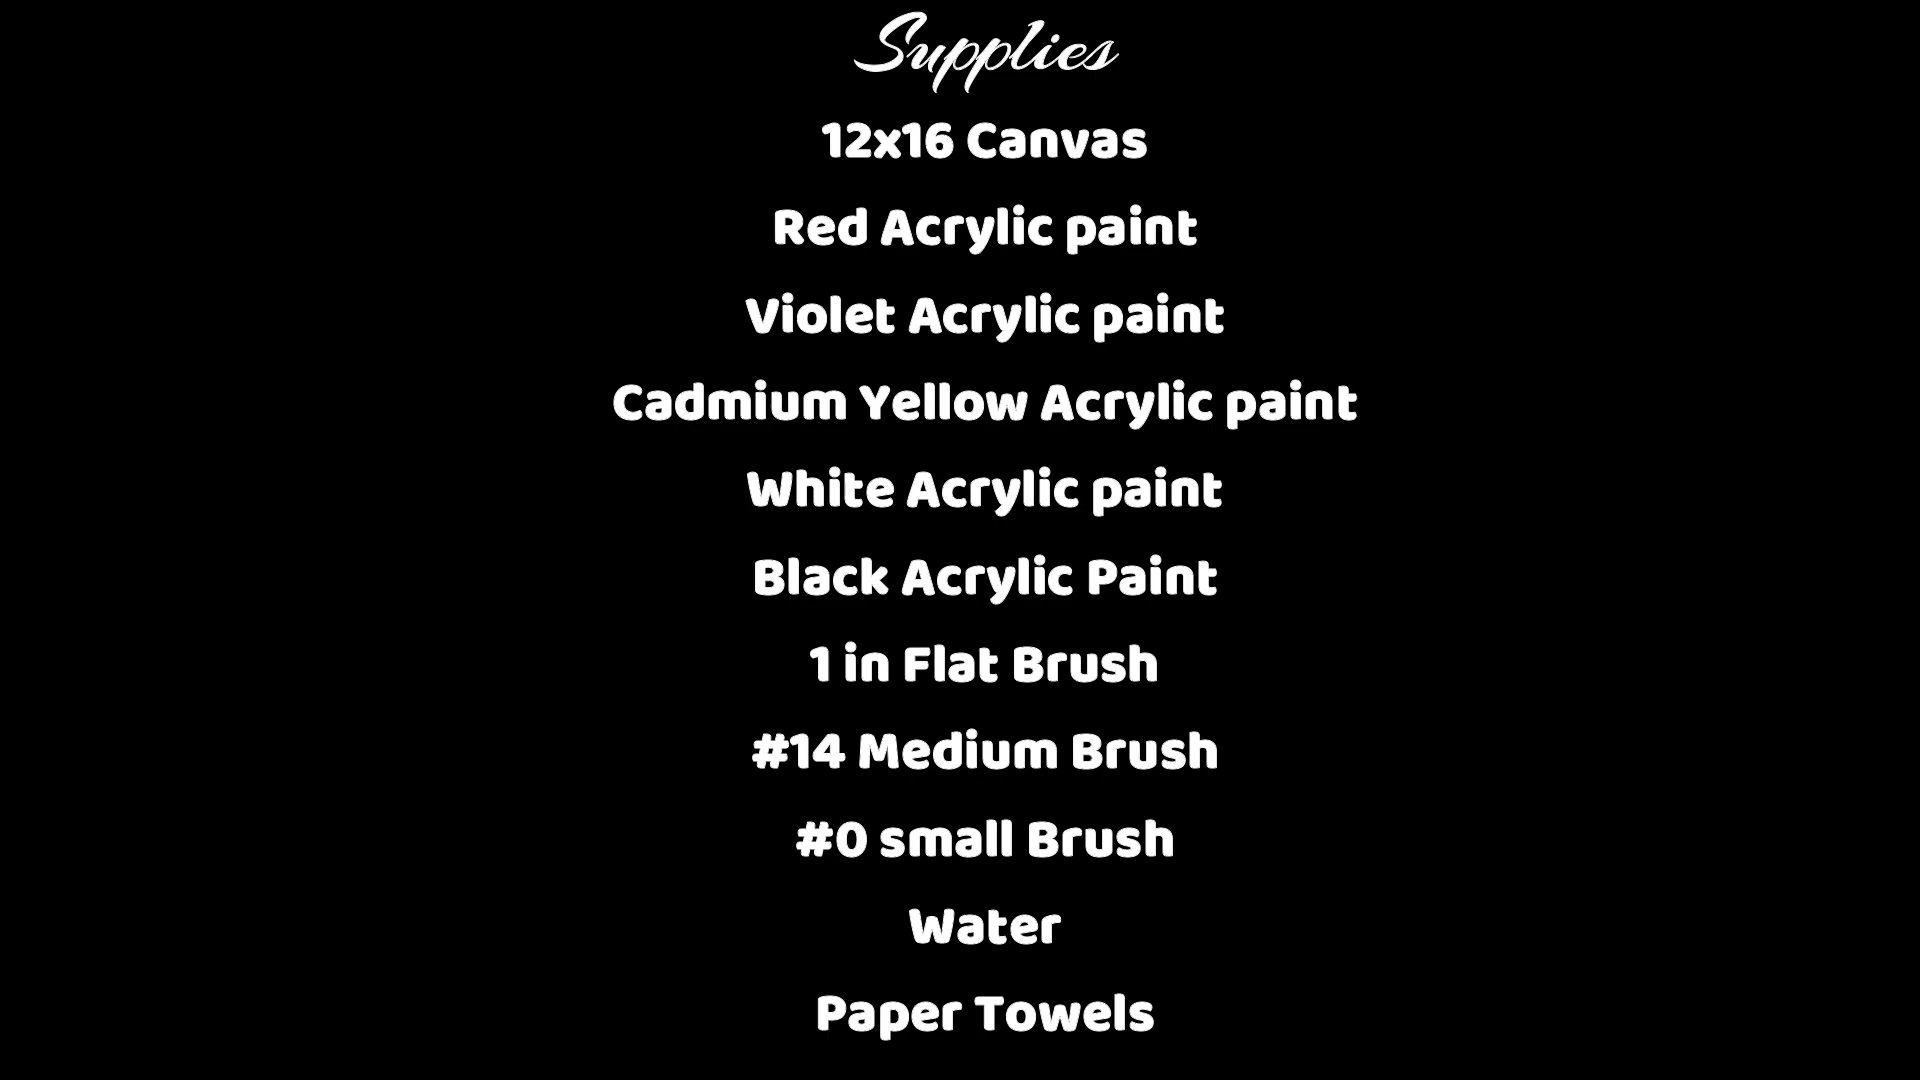 Supplies
12x16 Canvas
Red Acrylic paint
Violet Acrylic paint
Cadmium Yellow Acrylic paint
White Acrylic paint
Black Acrylic Paint
1 in Flat Brush
#14 Medium Brush
#0 small Brush
Water
Paper Towels